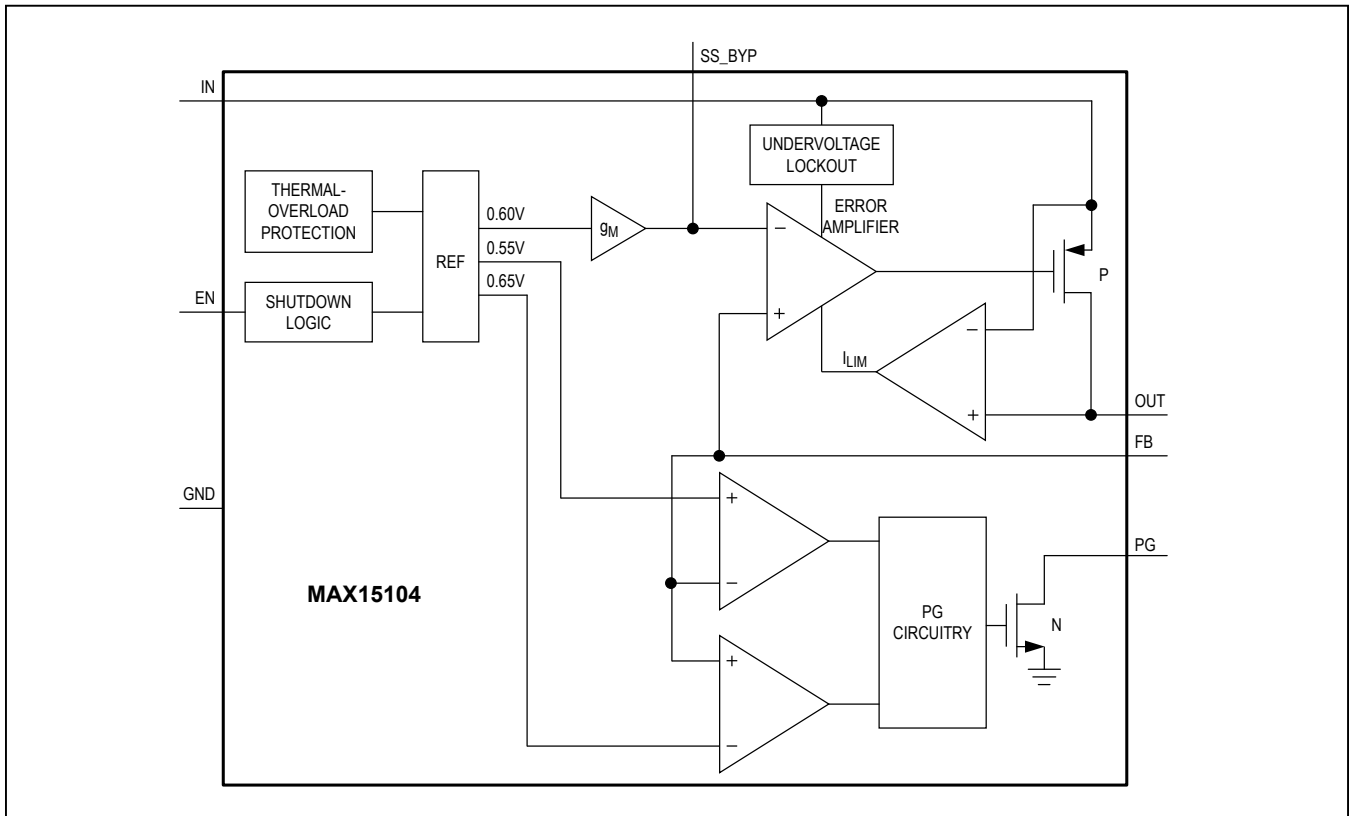 SS_BYP
IN
UNDERVOLTAGE
LOCKOUT
THERMAL-
OVERLOAD
PROTECTION
REF
0.60V
0.55V
0.65V
gM
−
+
ERROR
AMPLIFIER
P
EN
SHUTDOWN
LOGIC
ILIM
−
+
OUT
FB
GND
+
−
PG
MAX15104
PG
CIRCUITRY
N
+
−